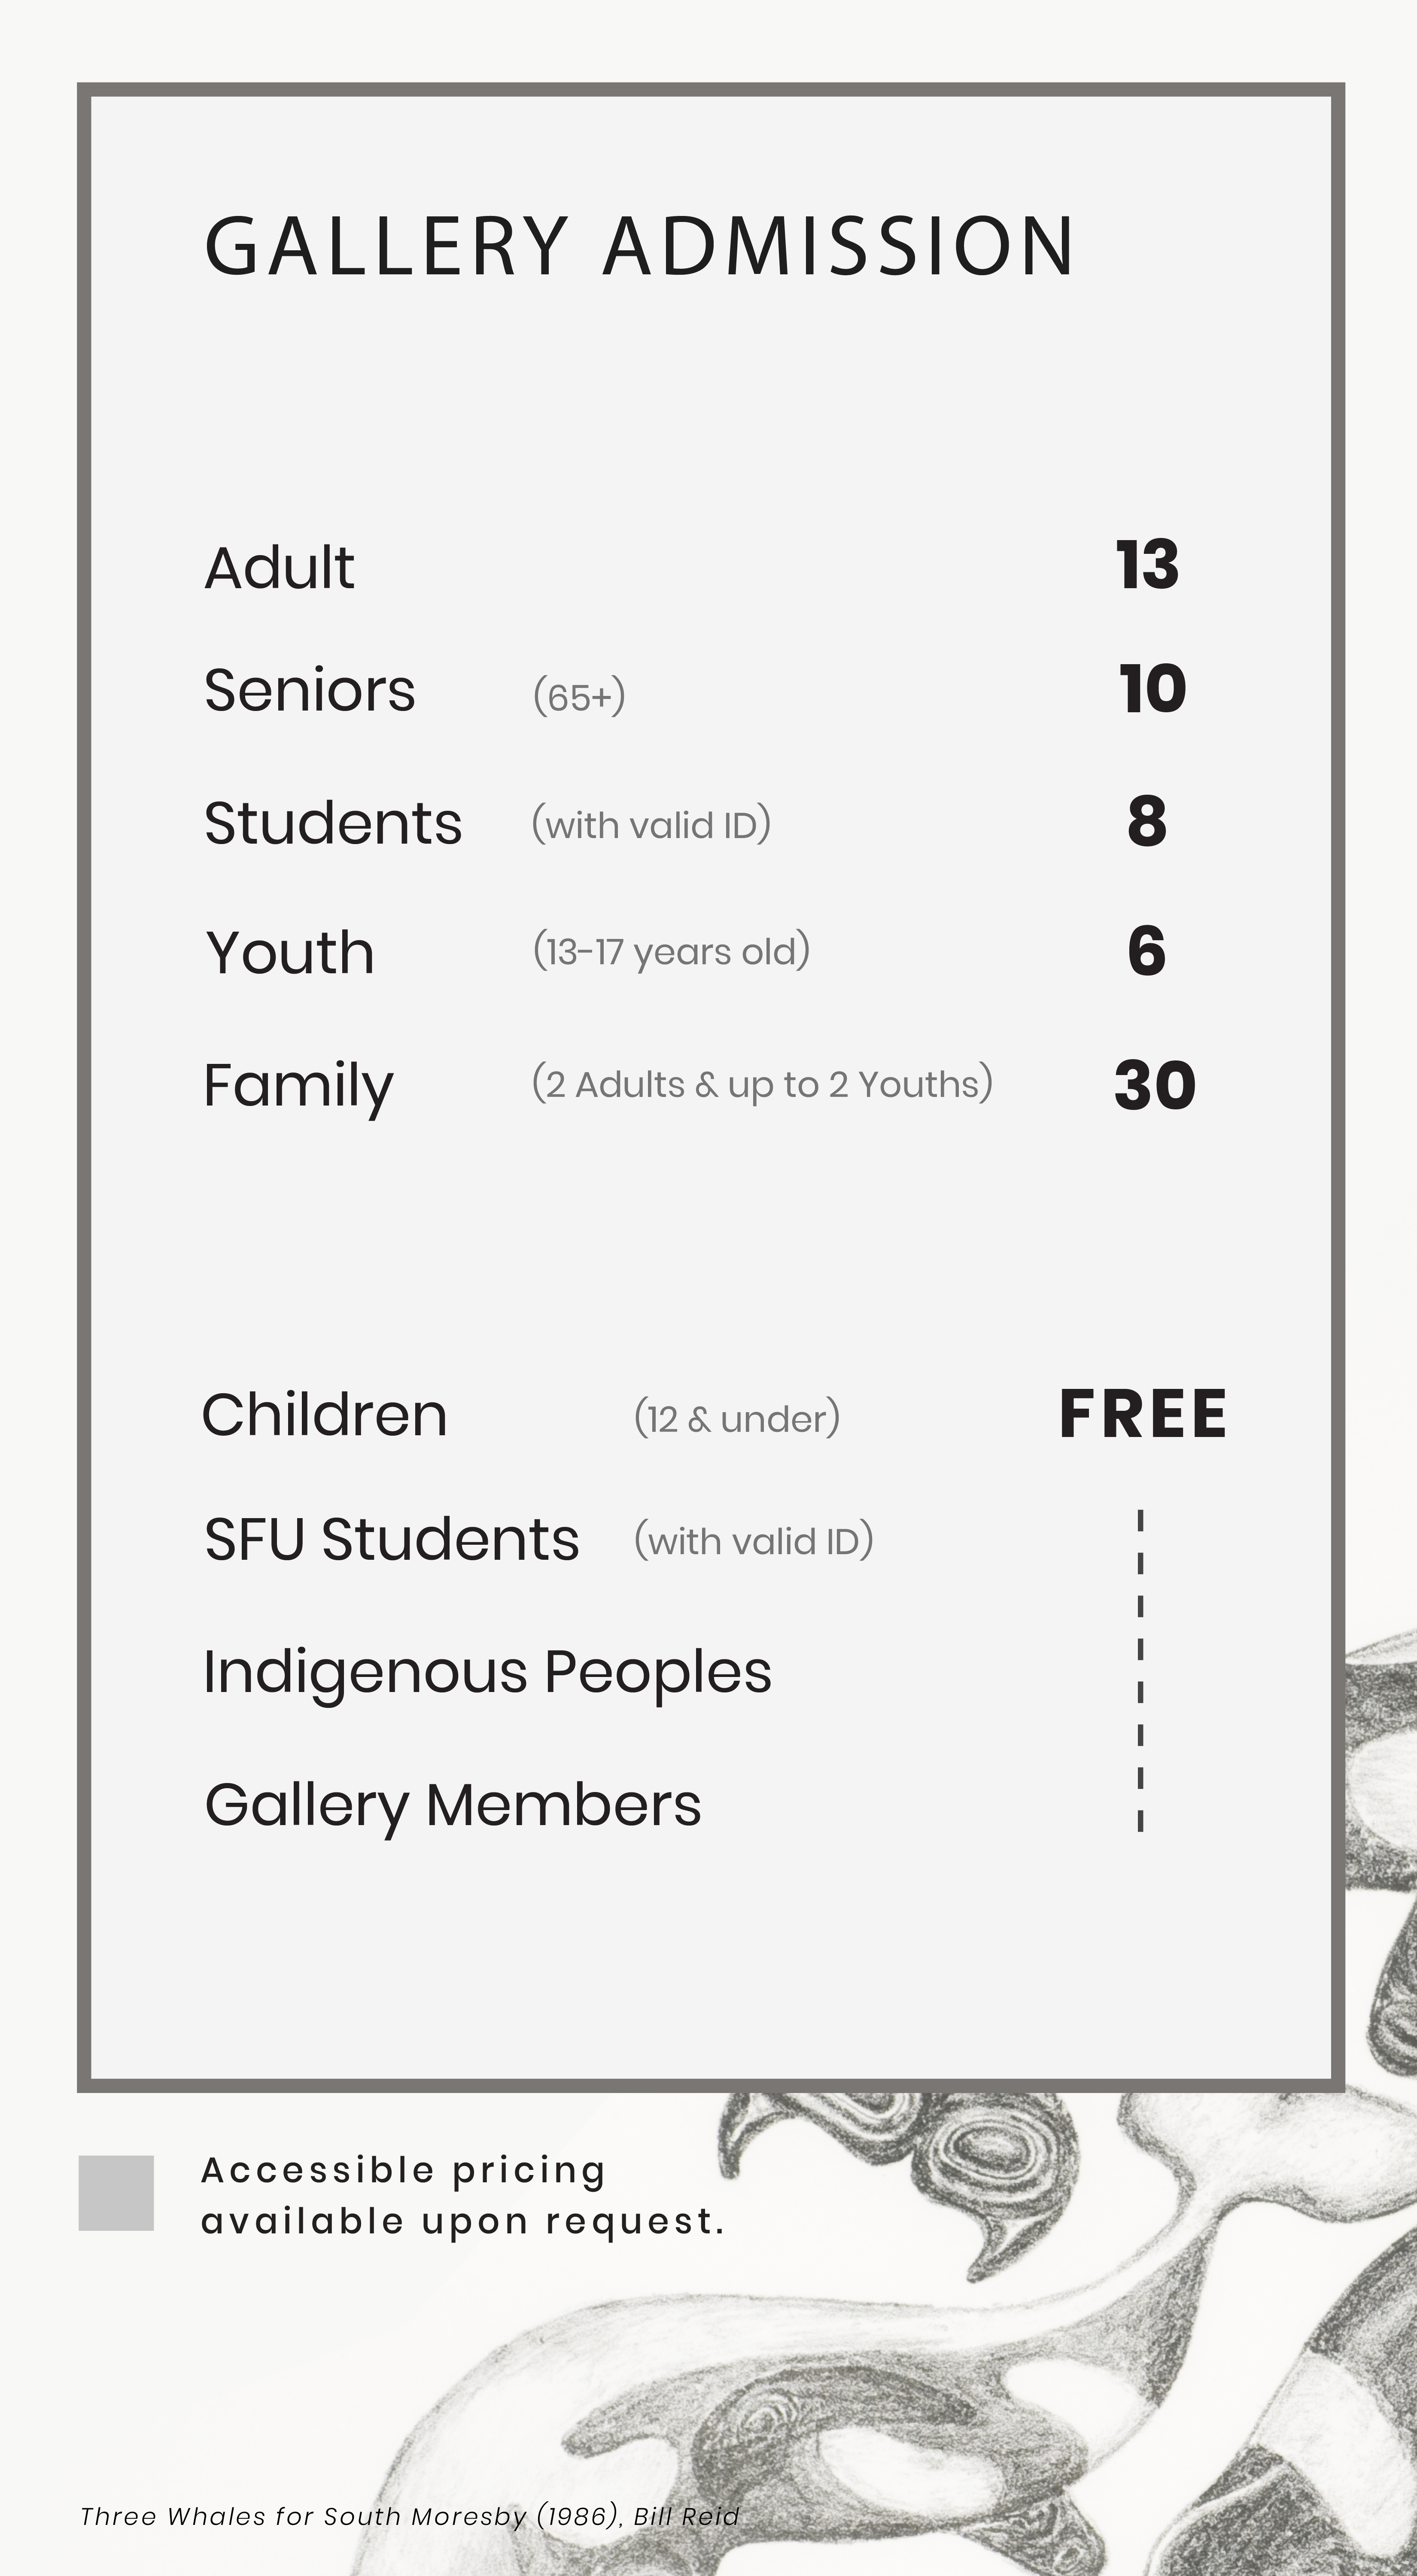 GALLERY ADMISSION
Adult 13
Seniors (65+) 10
Students (with valid ID) 8
Youth (13-17 years old) 6
Family (2 Adults & up to 2 Youths) 30
Children (12 & under) FREE
SFU Students (with valid ID)
Indigenous Peoples
Gallery Members
Accessible pricing
available upon request.
Three Whales for South Moresby (1986), Bill Reid